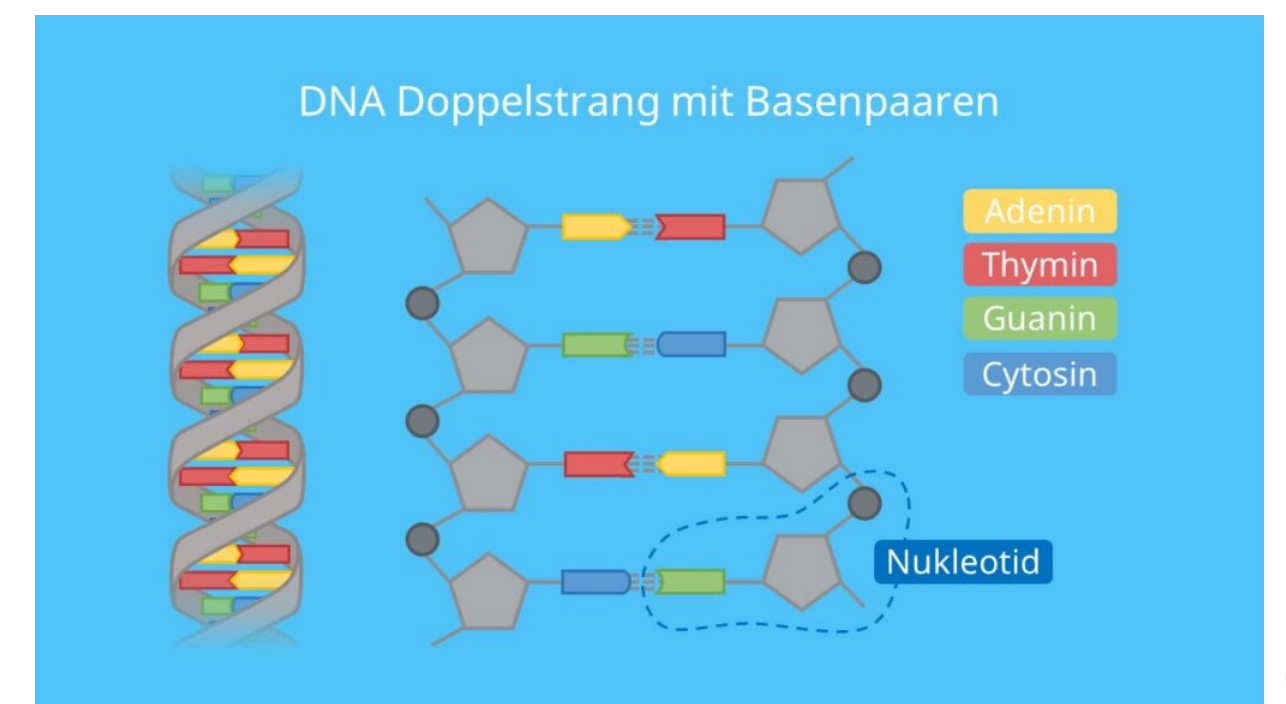 DNA Doppelstrang mit Basenpaaren
Adenin
Thymin
Guanin
Cytosin
Nukleotid